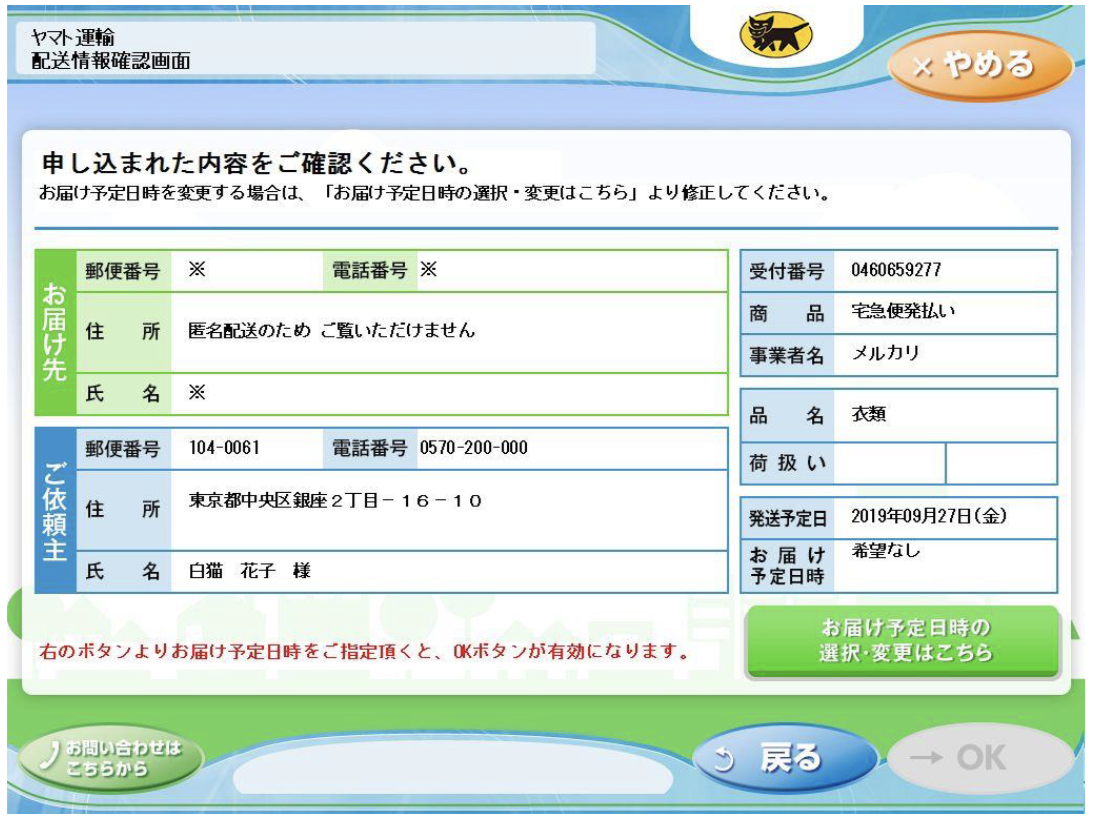 ヤマト運輸
配送情報確認画面
× やめる
申し込まれた内容をご確認ください。
お届け予定日時を変更する場合は、「お届け予定日時の選択・変更はこちら」より修正してください。
お届け先
郵便番号 ※ 電話番号 ※
住 所 匿名配送のため ご覧いただけません
氏 名 ※
ご依頼主
郵便番号 104-0061 電話番号 0570-200-000
住 所 東京都中央区銀座2丁目-16-10
氏 名 白猫 花子 様
受付番号 0460659277
商 品 宅急便発払い
事業者名 メルカリ
品 名 衣類
荷扱い
発送予定日 2019年09月27日(金)
お届け
予定日時 希望なし
右のボタンよりお届け予定日時をご指定頂くと、OKボタンが有効になります。
お届け予定日時の
選択・変更はこちら
お問い合わせは
こちらから
戻る
→ OK